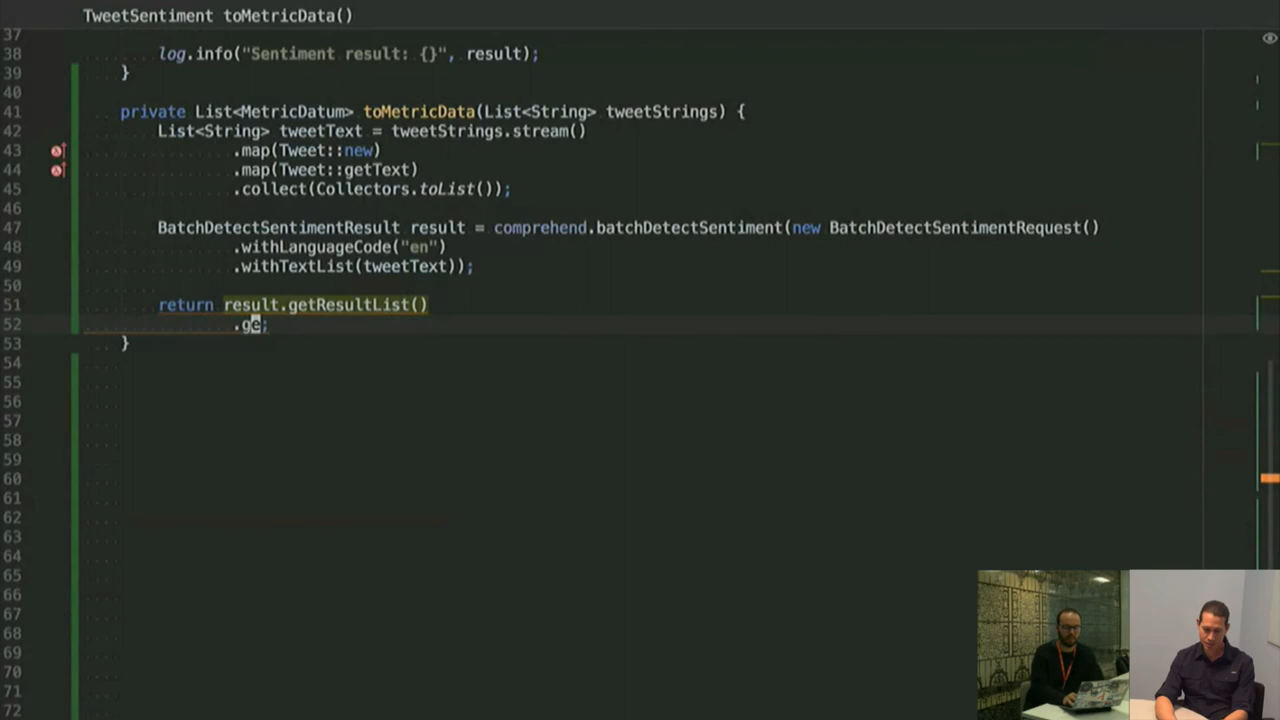 TweetSentiment toMetricData()
37
38 log.info("Sentiment result: {}", result);
39 }
40
41 private List<MetricDatum> toMetricData(List<String> tweetStrings) {
42 List<String> tweetText = tweetStrings.stream()
43 .map(Tweet::new)
44 .map(Tweet::getText)
45 .collect(Collectors.toList());
46
47 BatchDetectSentimentResult result = comprehend.batchDetectSentiment(new BatchDetectSentimentRequest()
48 .withLanguageCode("en")
49 .withTextList(tweetText));
50
51 return result.getResultList()
52 .ge;
53 }
54
55
56
57
58
59
60
61
62
63
64
65
66
67
68
69
70
71
72